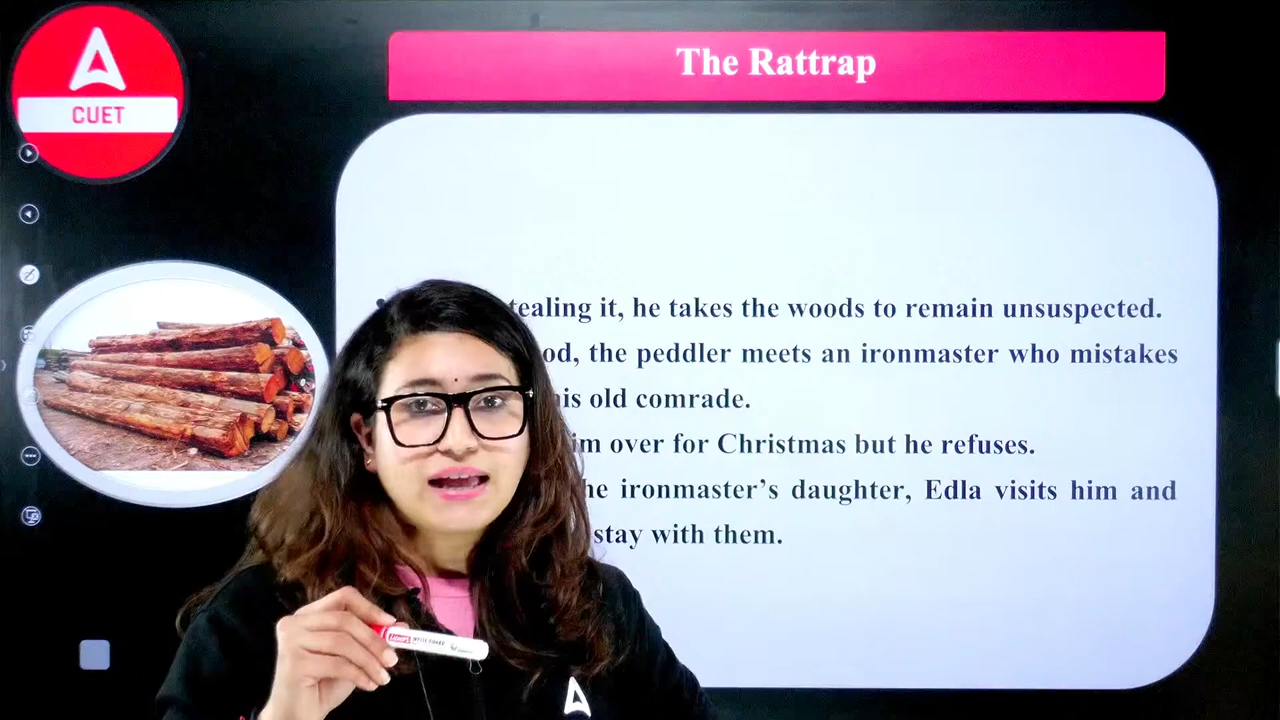 CUET
The Rattrap
tealing it, he takes the woods to remain unsuspected.
od, the peddler meets an ironmaster who mistakes
his old comrade.
im over for Christmas but he refuses.
he ironmaster’s daughter, Edla visits him and
stay with them.